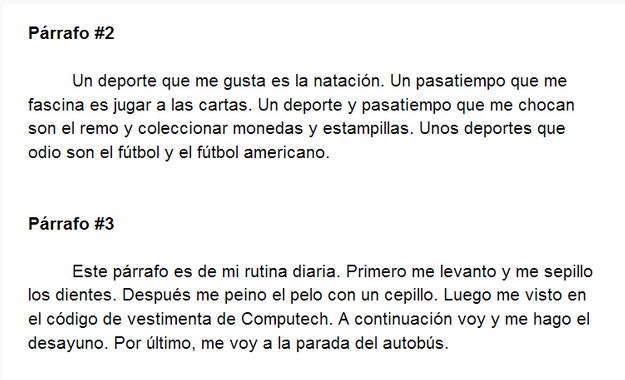 Párrafo #2
Un deporte que me gusta es la natación. Un pasatiempo que me
fascina es jugar a las cartas. Un deporte y pasatiempo que me chocan
son el remo y coleccionar monedas y estampillas. Unos deportes que
odio son el fútbol y el fútbol americano.
Párrafo #3
Este párrafo es de mi rutina diaria. Primero me levanto y me sepillo
los dientes. Después me peino el pelo con un cepillo. Luego me visto en
el código de vestimenta de Computech. A continuación voy y me hago el
desayuno. Por último, me voy a la parada del autobús.